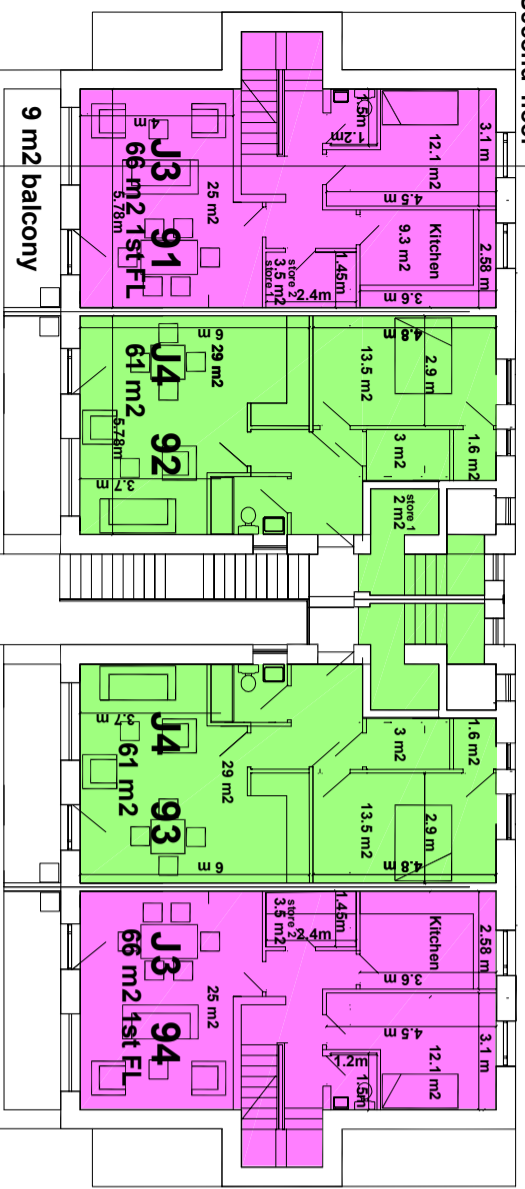 3.1 m
12.1 m2
4.5 m
1.5m
1.2m
2.58 m
Kitchen
9.3 m2
3.6 m
1.45m
2.4m
store 2
3.5 m2
store 1
25 m2
4 m
J3 91
66 m2 1st FL
5.78m
9 m2 balcony
4.8 m
2.9 m
13.5 m2
1.6 m2
3 m2
store 1
2 m2
6 m
29 m2
J4 92
61 m2
5.78m
3.7 m
1.6 m2
3 m2
2.9 m
13.5 m2
4.8 m
29 m2
6 m
3.7 m
J4 93
61 m2
2.58 m
Kitchen
3.6 m
1.45m
2.4m
store 2
3.5 m2
3.1 m
4.5 m
12.1 m2
1.2m
1.5m
25 m2
J3 94
66 m2 1st FL